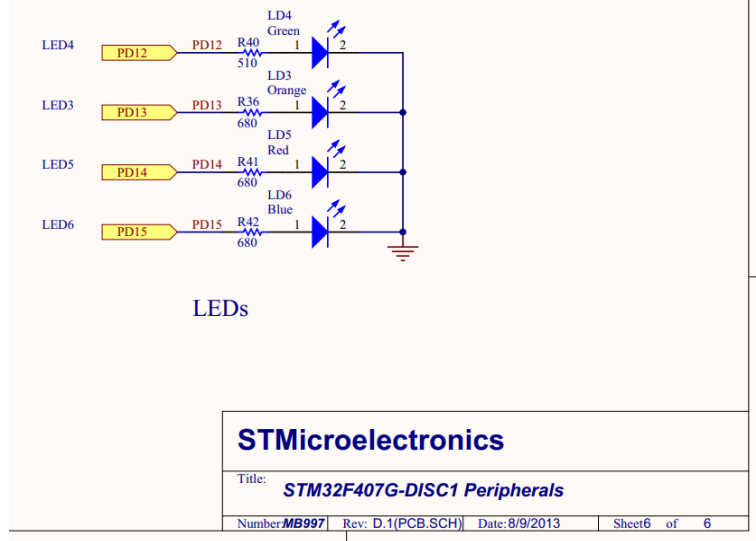 LD4
Green
LED4 PD12 PD12 R40 1 2
510
LD3
Orange
LED3 PD13 PD13 R36 1 2
680
LD5
Red
LED5 PD14 PD14 R41 1 2
680
LD6
Blue
LED6 PD15 PD15 R42 1 2
680
LEDs
STMicroelectronics
Title:
STM32F407G-DISC1 Peripherals
Number:MB997 Rev: D.1(PCB.SCH) Date:8/9/2013 Sheet6 of 6